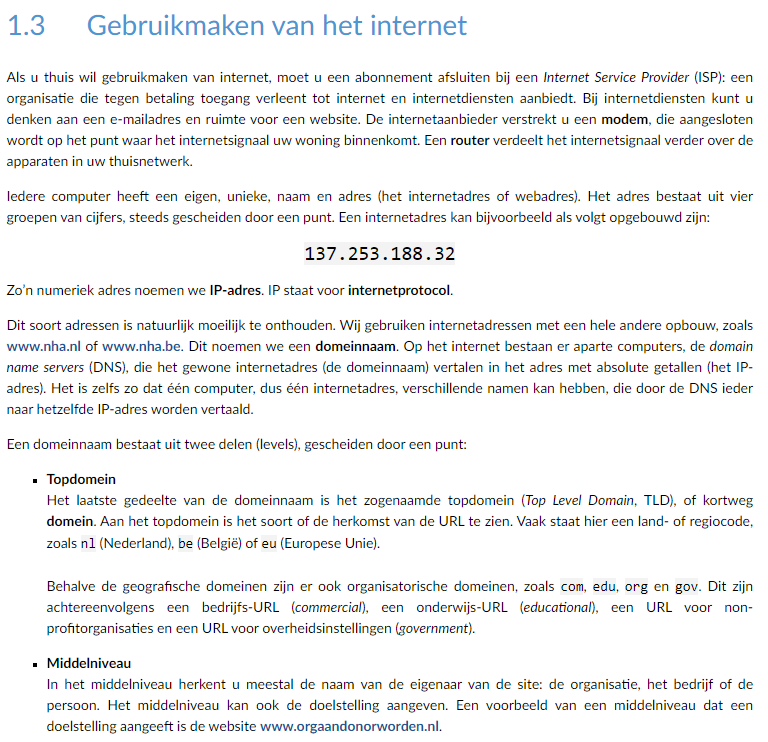 1.3 Gebruikmaken van het internet
Als u thuis wil gebruikmaken van internet, moet u een abonnement afsluiten bij een Internet Service Provider (ISP): een
organisatie die tegen betaling toegang verleent tot internet en internetdiensten aanbiedt. Bij internetdiensten kunt u
denken aan een e-mailadres en ruimte voor een website. De internetaanbieder verstrekt u een modem, die aangesloten
wordt op het punt waar het internetsignaal uw woning binnenkomt. Een router verdeelt het internetsignaal verder over de
apparaten in uw thuisnetwerk.
Iedere computer heeft een eigen, unieke, naam en adres (het internetadres of webadres). Het adres bestaat uit vier
groepen van cijfers, steeds gescheiden door een punt. Een internetadres kan bijvoorbeeld als volgt opgebouwd zijn:
137.253.188.32
Zo'n numeriek adres noemen we IP-adres. IP staat voor internetprotocol.
Dit soort adressen is natuurlijk moeilijk te onthouden. Wij gebruiken internetadressen met een hele andere opbouw, zoals
www.nha.nl of www.nha.be. Dit noemen we een domeinnaam. Op het internet bestaan er aparte computers, de domain
name servers (DNS), die het gewone internetadres (de domeinnaam) vertalen in het adres met absolute getallen (het IP-
adres). Het is zelfs zo dat één computer, dus één internetadres, verschillende namen kan hebben, die door de DNS ieder
naar hetzelfde IP-adres worden vertaald.
Een domeinnaam bestaat uit twee delen (levels), gescheiden door een punt:
▪ Topdomein
Het laatste gedeelte van de domeinnaam is het zogenaamde topdomein (Top Level Domain, TLD), of kortweg
domein. Aan het topdomein is het soort of de herkomst van de URL te zien. Vaak staat hier een land- of regiocode,
zoals nl (Nederland), be (België) of eu (Europese Unie).
Behalve de geografische domeinen zijn er ook organisatorische domeinen, zoals com, edu, org en gov. Dit zijn
achtereenvolgens een bedrijfs-URL (commercial), een onderwijs-URL (educational), een URL voor non-
profitorganisaties en een URL voor overheidsinstellingen (government).
▪ Middelniveau
In het middelniveau herkent u meestal de naam van de eigenaar van de site: de organisatie, het bedrijf of de
persoon. Het middelniveau kan ook de doelstelling aangeven. Een voorbeeld van een middelniveau dat een
doelstelling aangeeft is de website www.orgaandonorworden.nl.